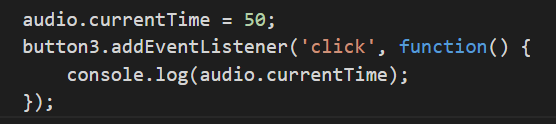 audio.currentTime = 50;
button3.addEventListener('click', function() {
    console.log(audio.currentTime);
});